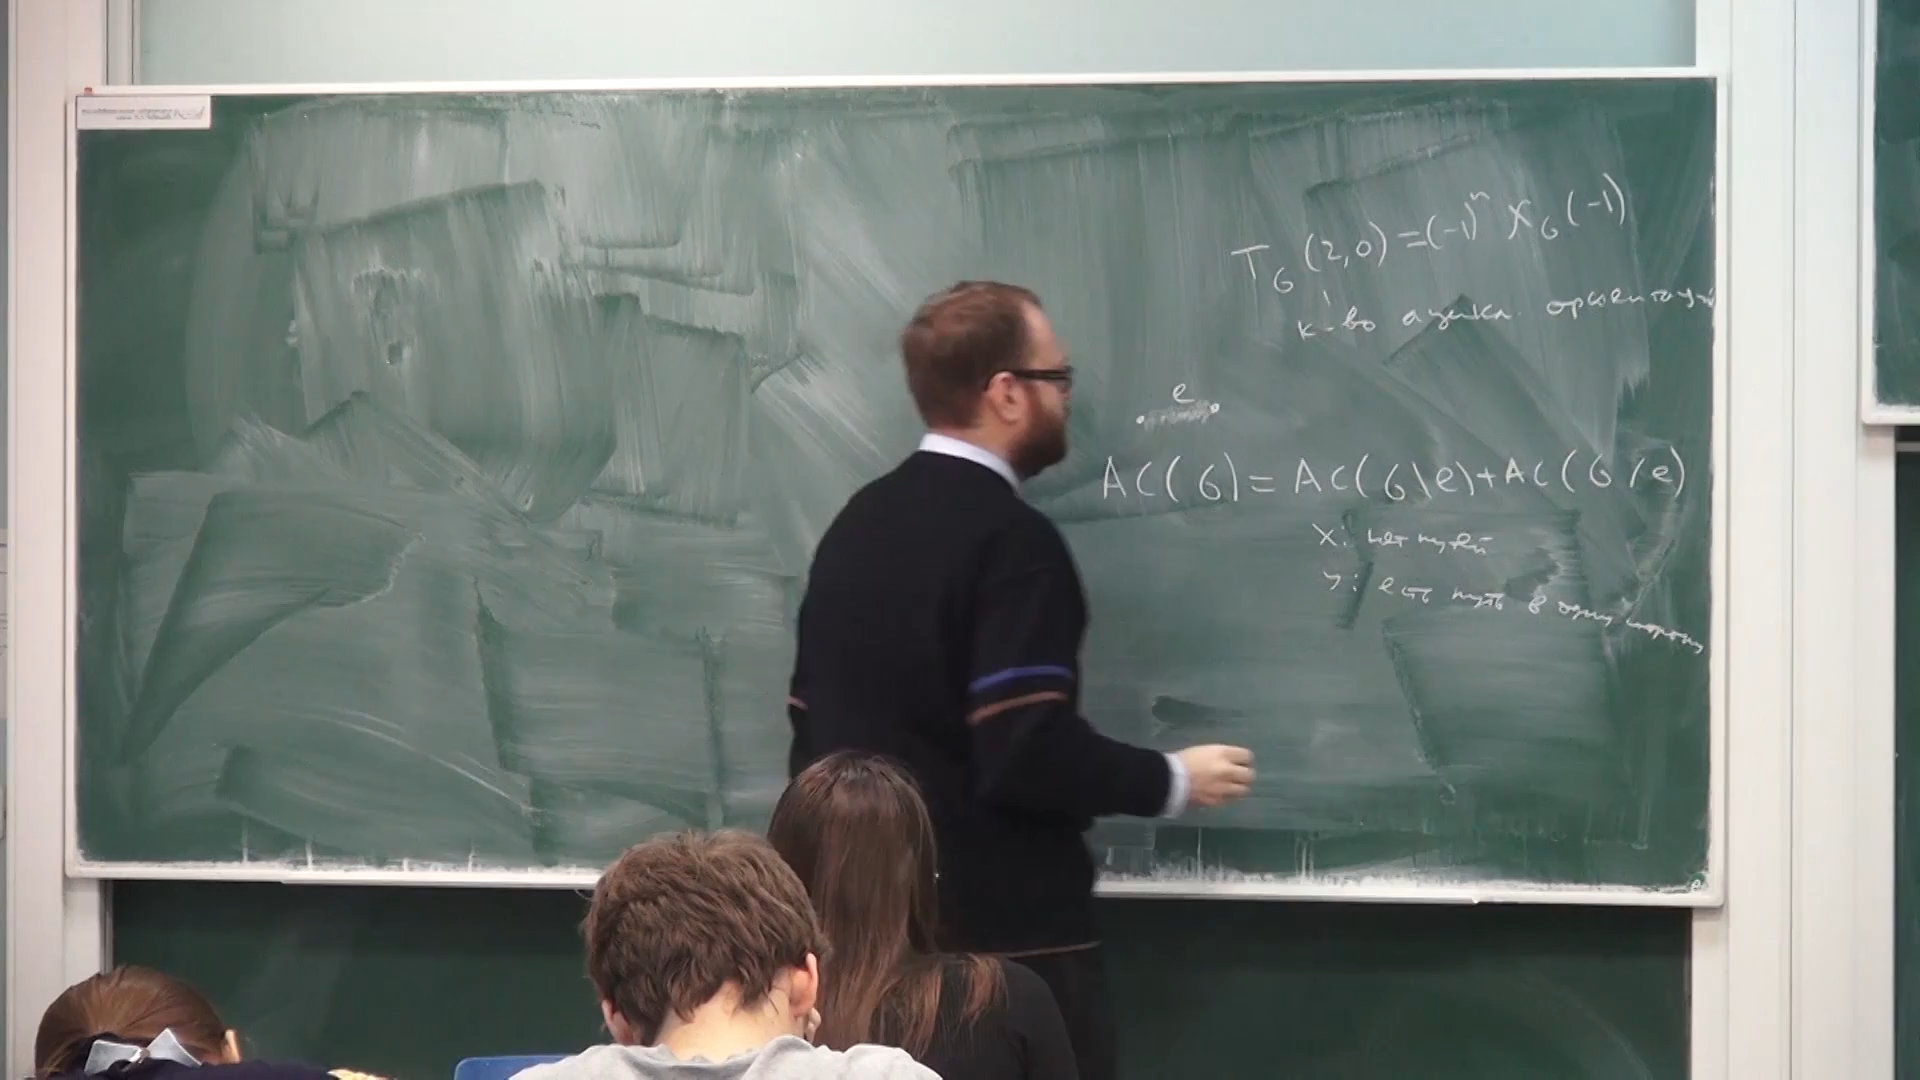 T_G (2,0) = (-1)^n χ_G (-1)
к-во ацикл. ориентаций
e
AC(G) = AC(G\e) + AC(G/e)
X: нет путей
Y: есть путь в одну сторону